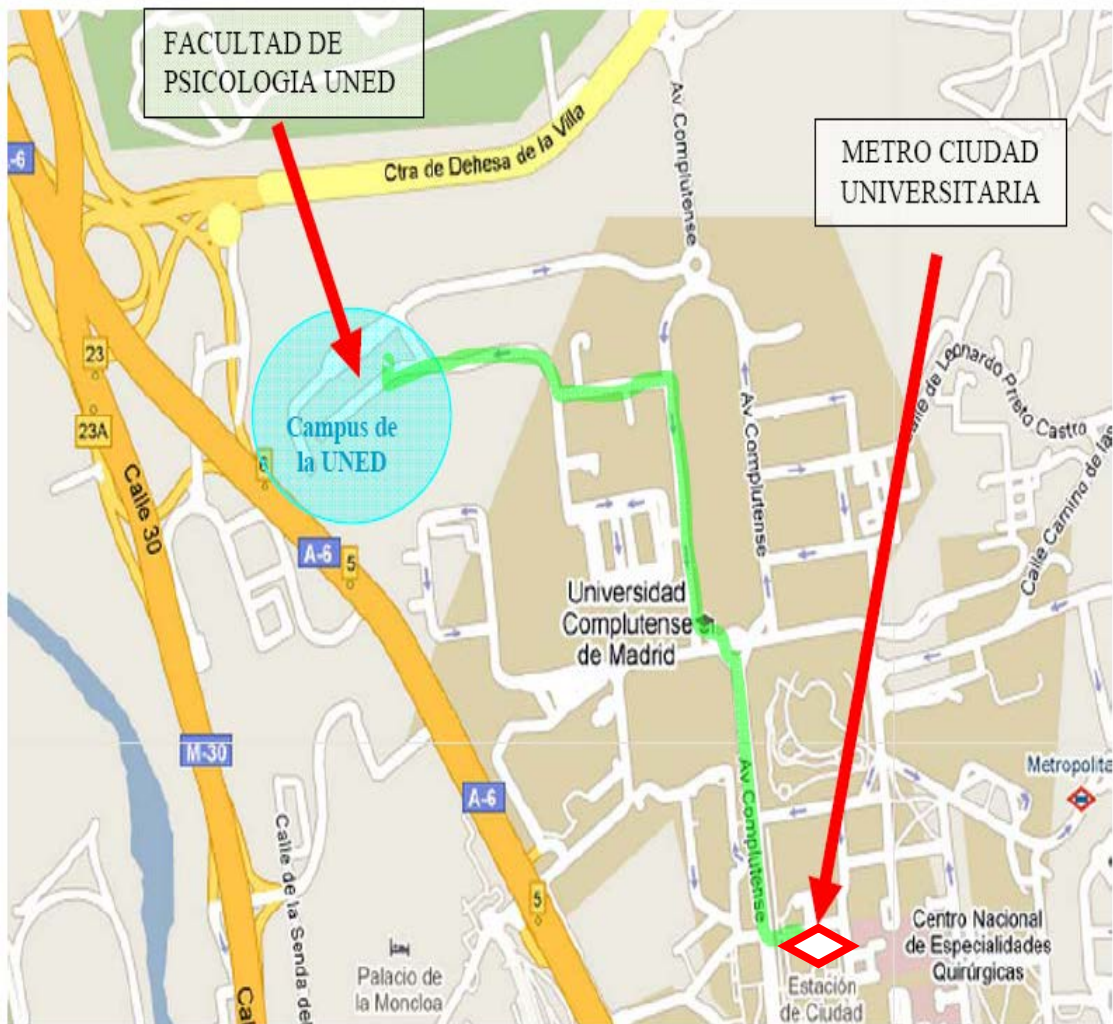 FACULTAD DE
PSICOLOGIA UNED
METRO CIUDAD
UNIVERSITARIA
-6
Ctra de Dehesa de la Villa
Av Complutense
23
23A
Calle 30
6
Campus de
la UNED
A-6
5
Av Complutense
Calle de Leonardo Prieto Castro
Calle Camino de las
Universidad
Complutense
de Madrid
M-30
A-6
Av Complutense
Metropolita
Calle de la Senda del
5
Palacio de
la Moncloa
Centro Nacional
de Especialidades
Quirúrgicas
Estación
de Ciudad
Cal